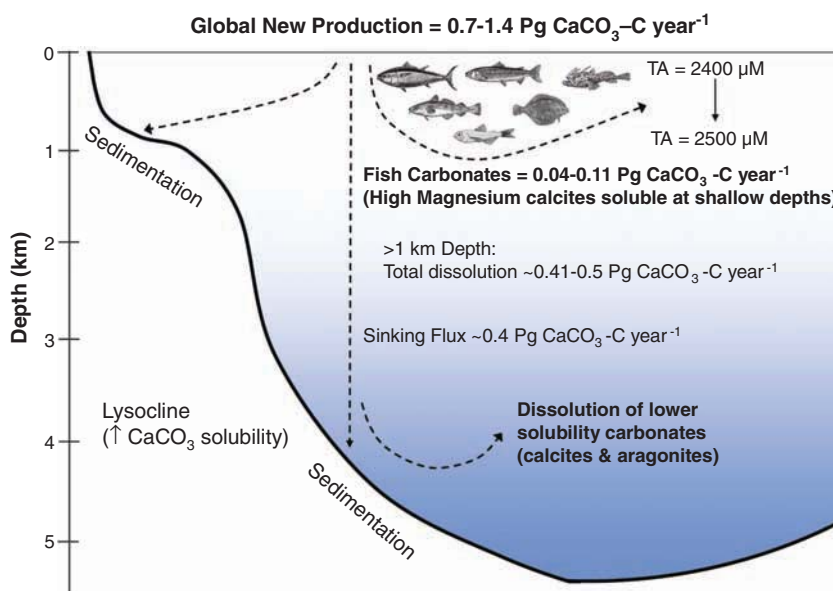 Global New Production = 0.7-1.4 Pg CaCO₃–C year⁻¹
0
1
2
3
4
5
Depth (km)
TA = 2400 µM
TA = 2500 µM
Sedimentation
Fish Carbonates = 0.04-0.11 Pg CaCO₃ -C year⁻¹
(High Magnesium calcites soluble at shallow depths)
>1 km Depth:
Total dissolution ~0.41-0.5 Pg CaCO₃ -C year⁻¹
Sinking Flux ~0.4 Pg CaCO₃ -C year⁻¹
Lysocline
(↑ CaCO₃ solubility)
Dissolution of lower
solubility carbonates
(calcites & aragonites)
Sedimentation